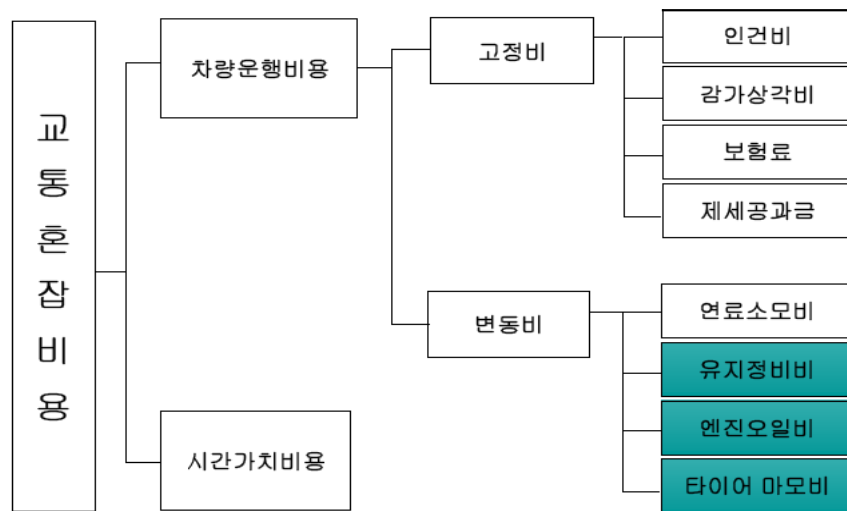 교통혼잡비용
차량운행비용
고정비
인건비
감가상각비
보험료
제세공과금
변동비
연료소모비
유지정비비
엔진오일비
타이어 마모비
시간가치비용